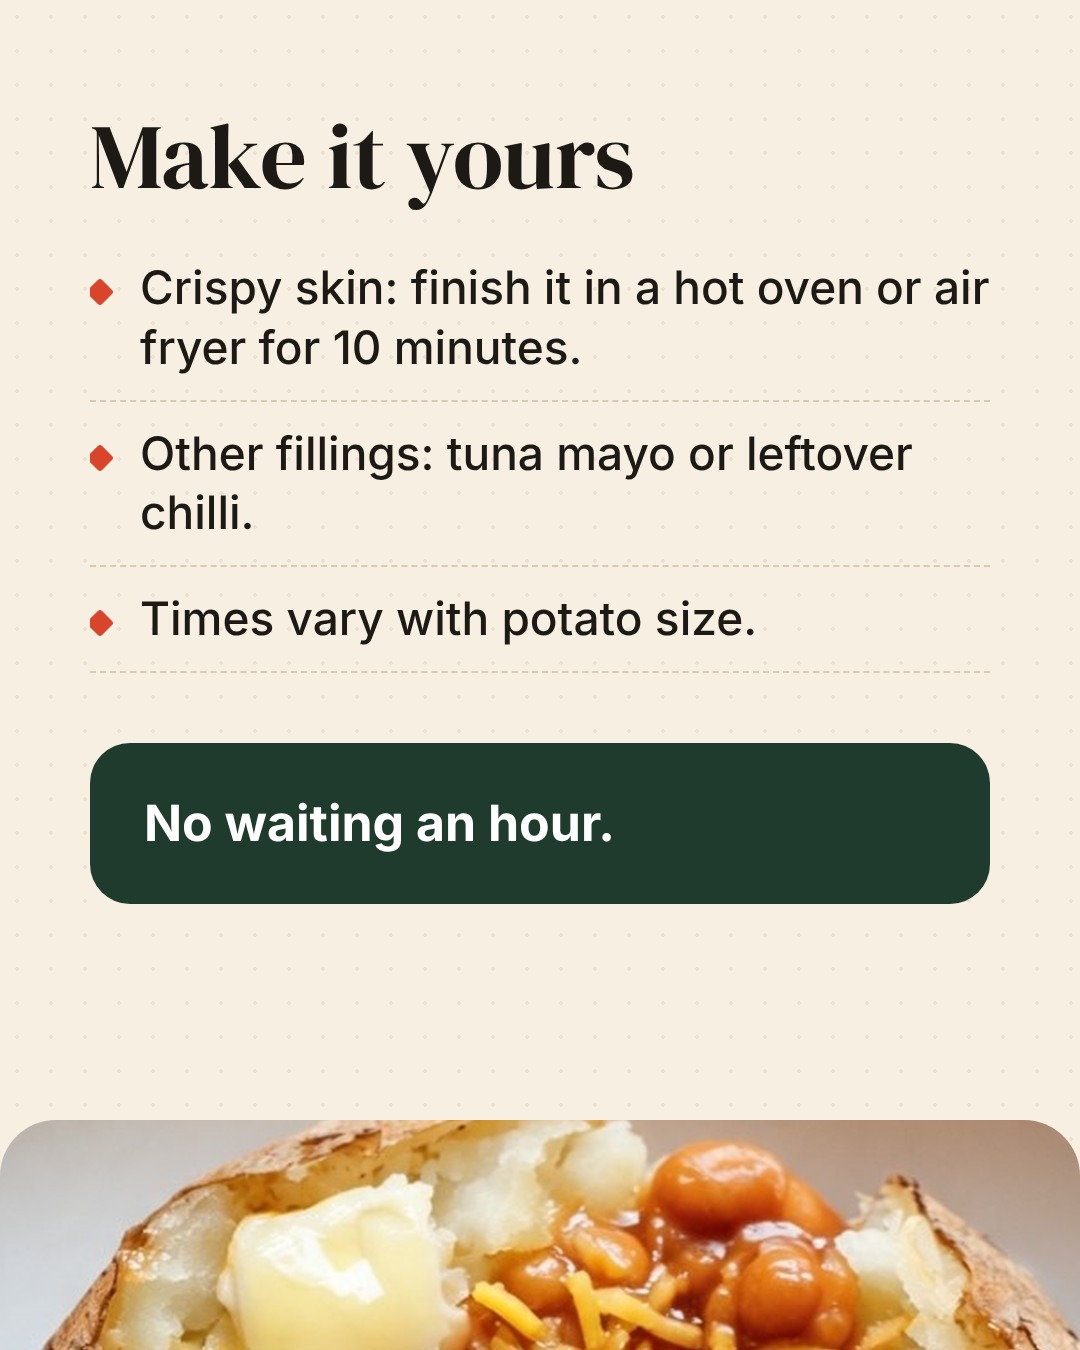 Make it yours
Crispy skin: finish it in a hot oven or air
fryer for 10 minutes.
Other fillings: tuna mayo or leftover
chilli.
Times vary with potato size.
No waiting an hour.